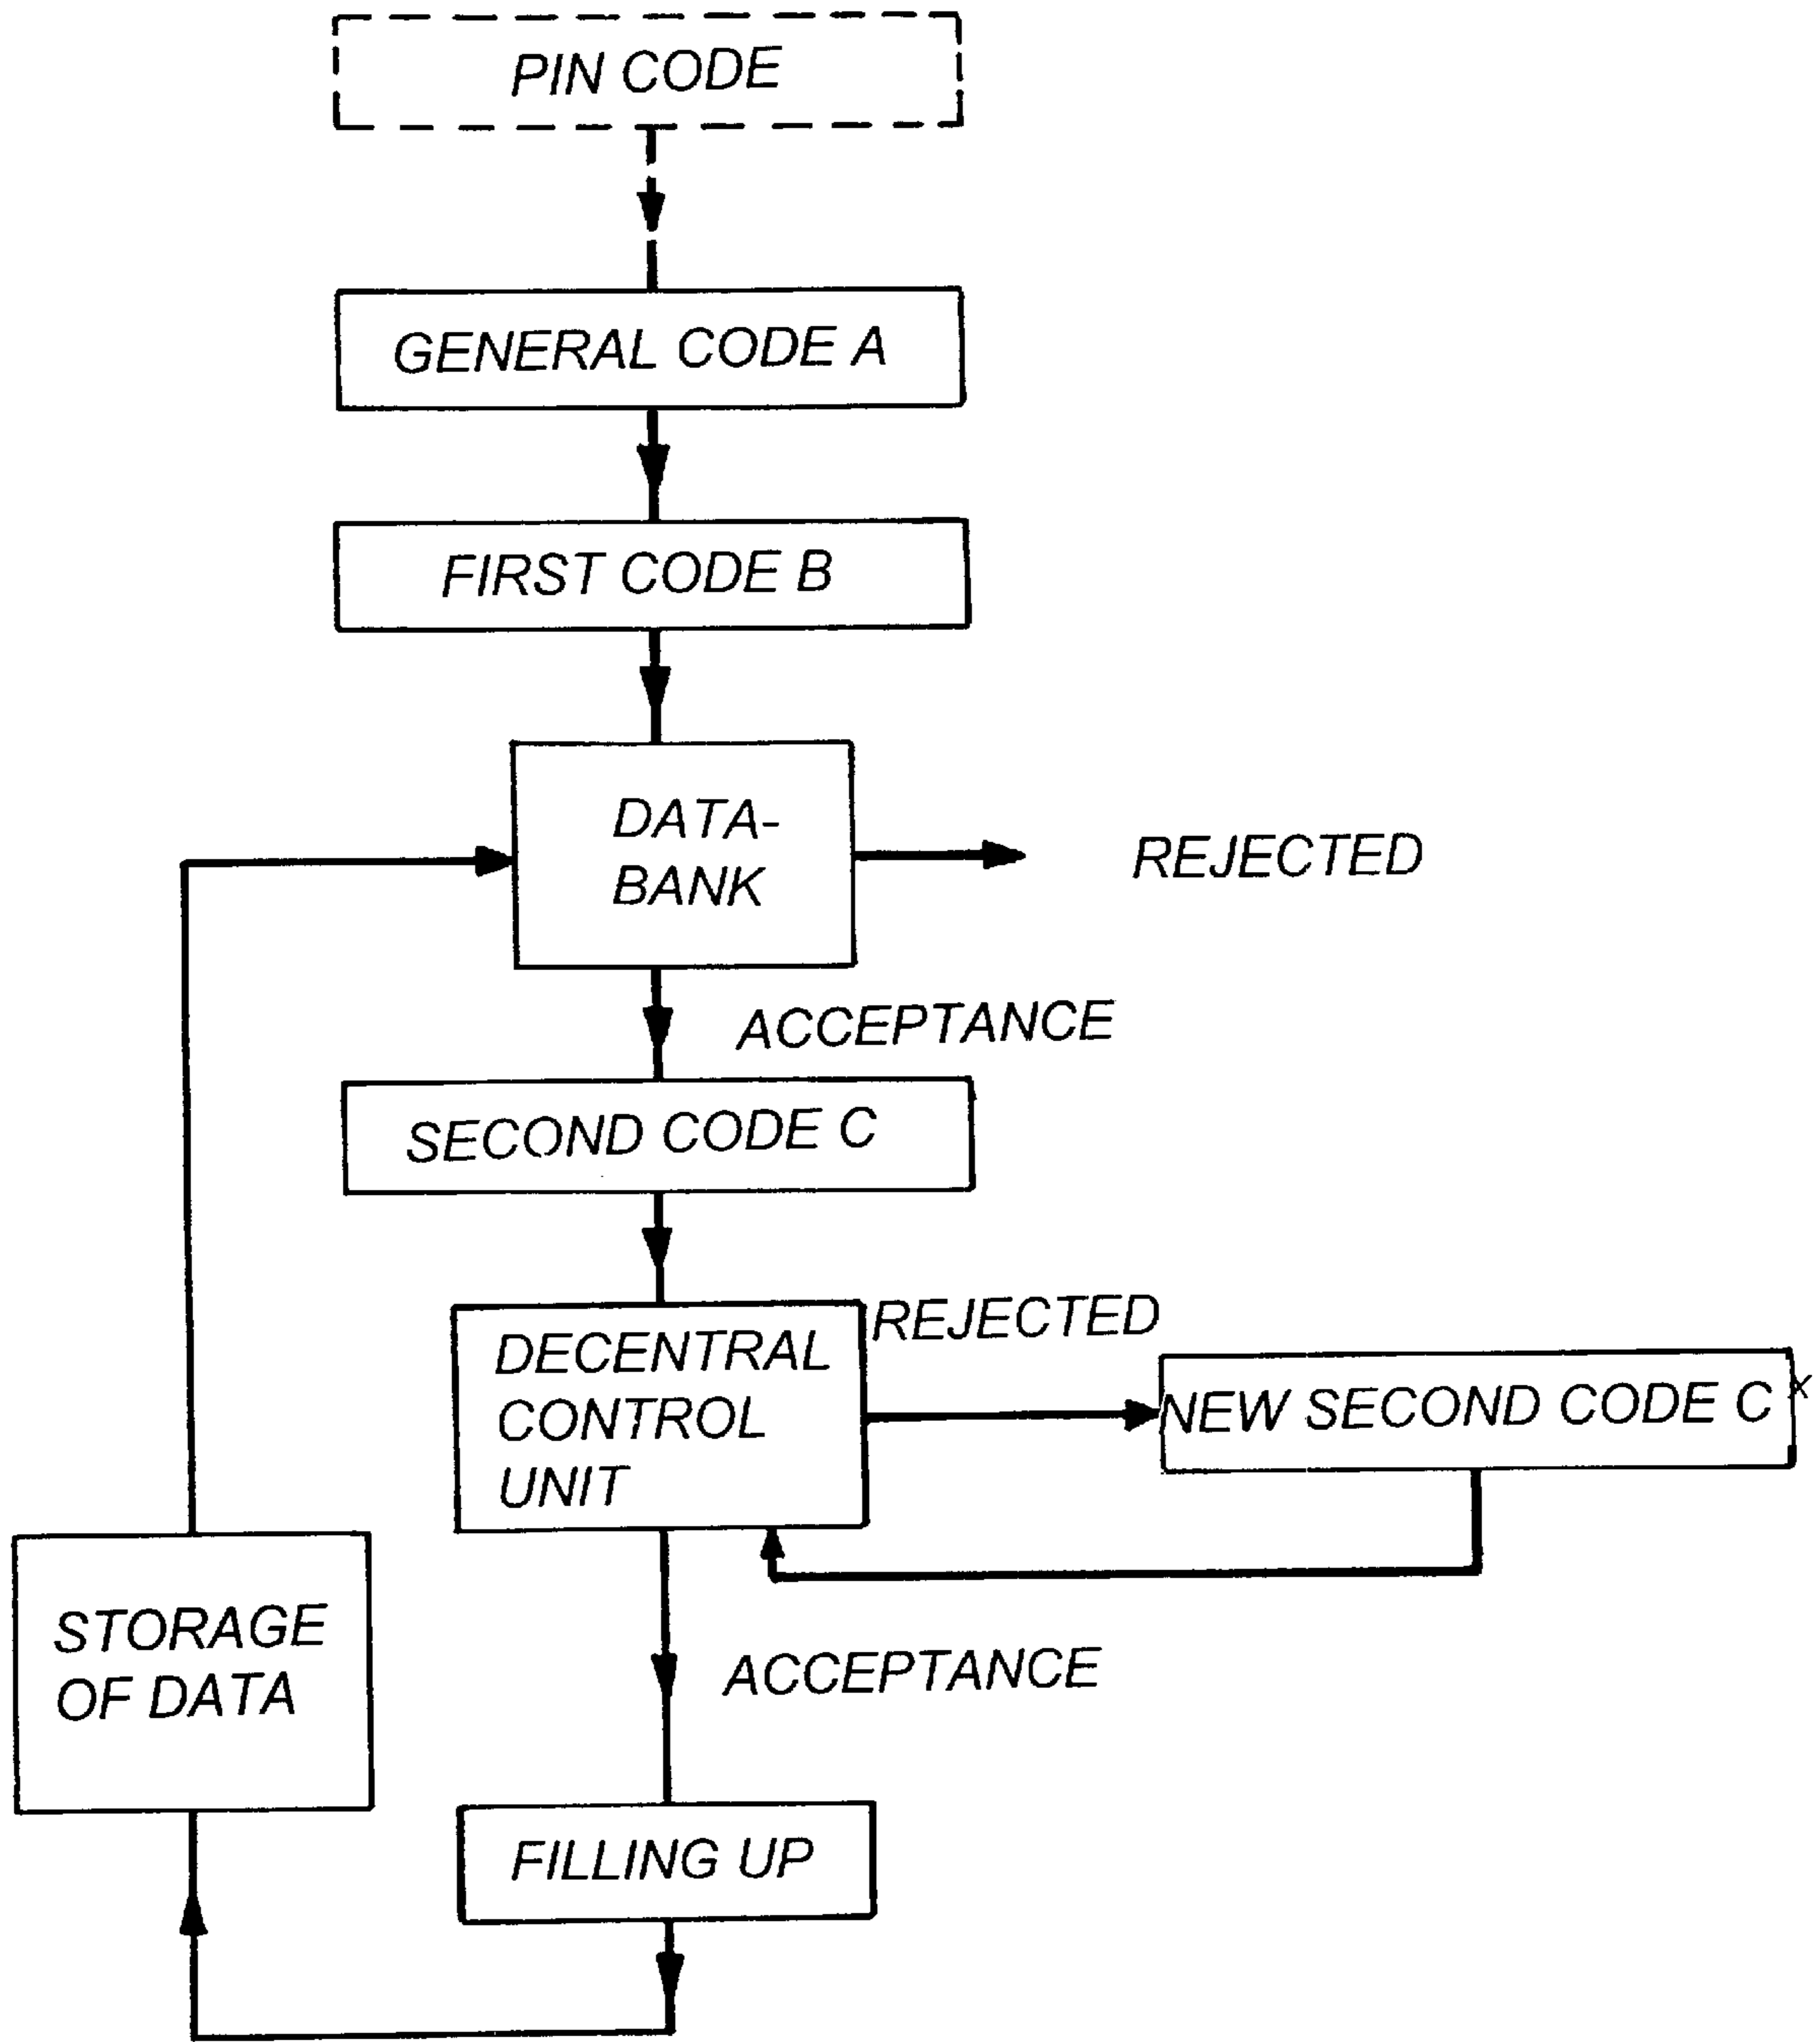 PIN CODE
GENERAL CODE A
FIRST CODE B
DATA-
BANK
REJECTED
ACCEPTANCE
SECOND CODE C
DECENTRAL
CONTROL
UNIT
REJECTED
NEW SECOND CODE C x
STORAGE
OF DATA
ACCEPTANCE
FILLING UP